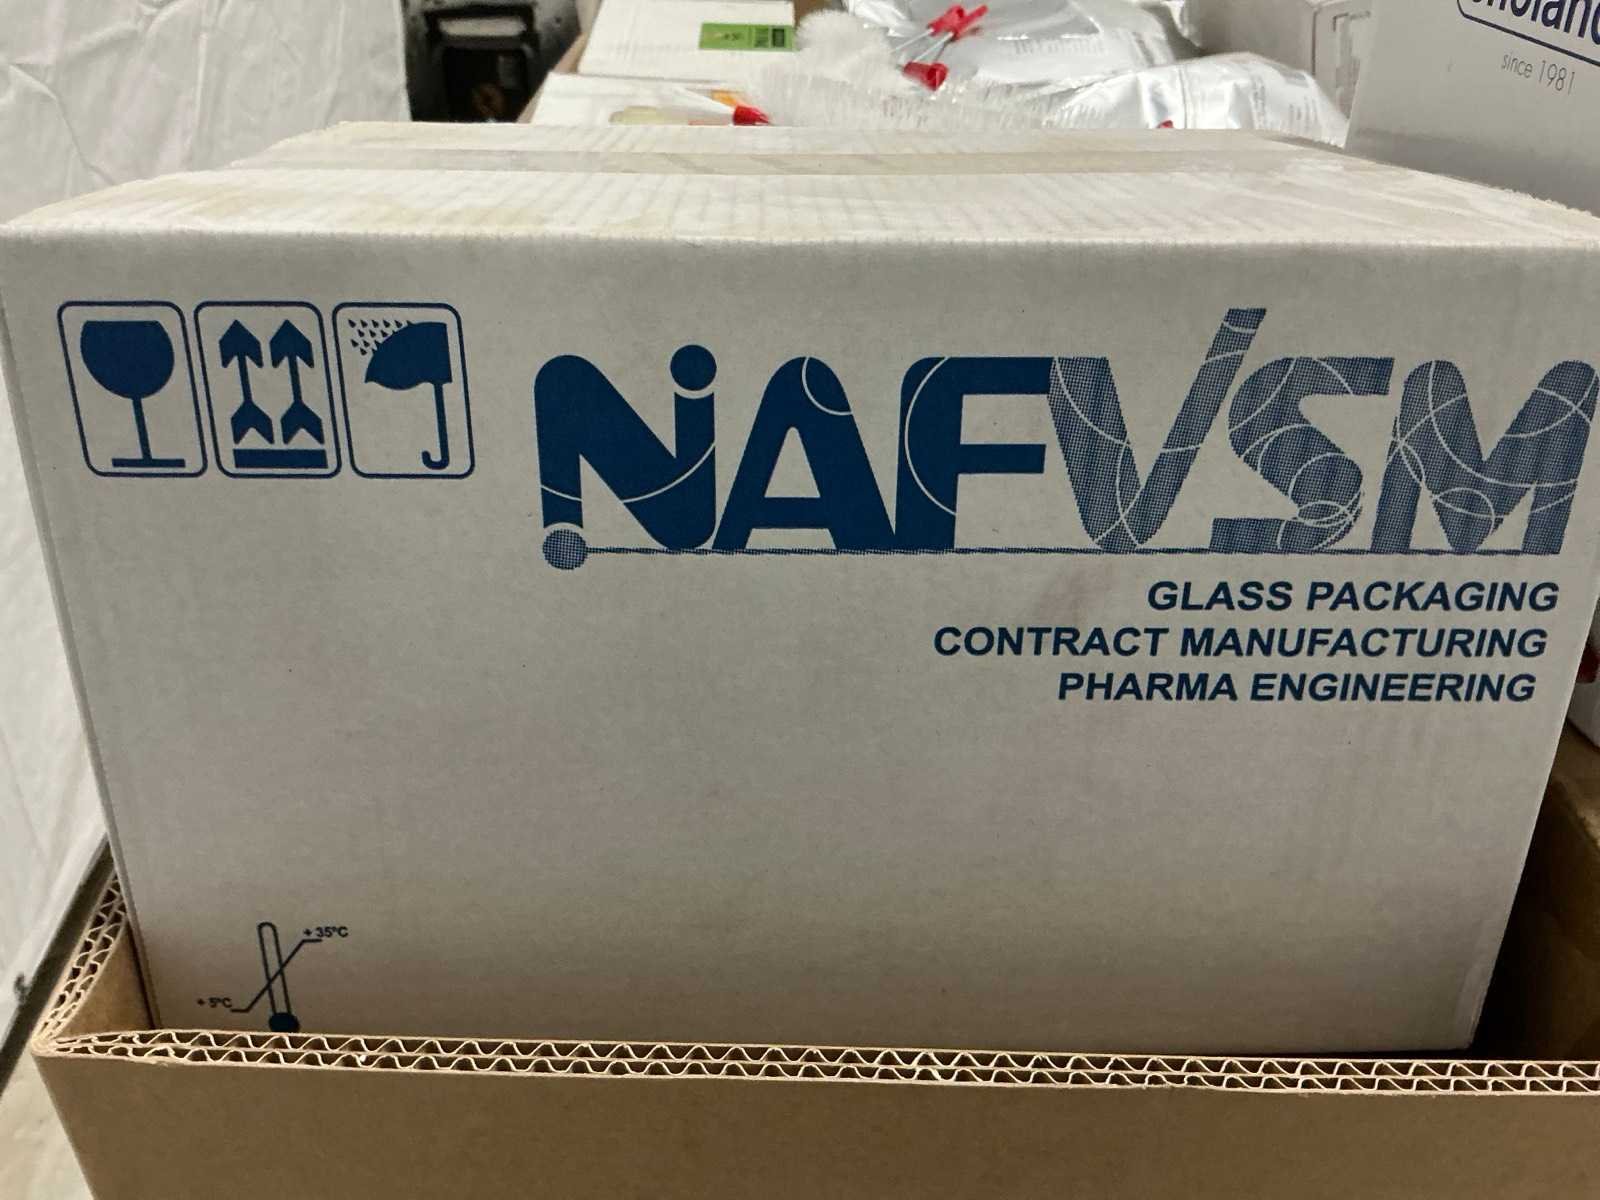 since 1981
NAFVSM
GLASS PACKAGING
CONTRACT MANUFACTURING
PHARMA ENGINEERING
+ 35°C
+ 5°C